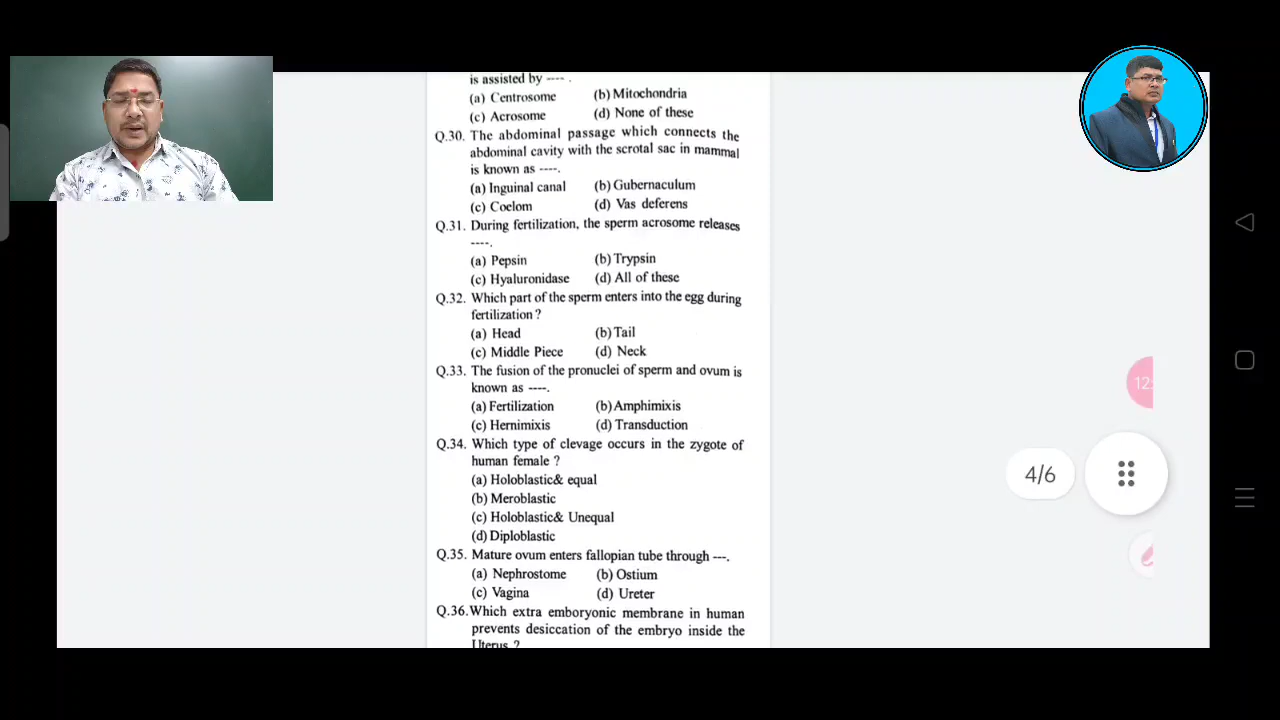 is assisted by ---- .
(a) Centrosome (b) Mitochondria
(c) Acrosome (d) None of these
Q.30. The abdominal passage which connects the
abdominal cavity with the scrotal sac in mammal
is known as ----.
(a) Inguinal canal (b) Gubernaculum
(c) Coelom (d) Vas deferens
Q.31. During fertilization, the sperm acrosome releases
----.
(a) Pepsin (b) Trypsin
(c) Hyaluronidase (d) All of these
Q.32. Which part of the sperm enters into the egg during
fertilization ?
(a) Head (b) Tail
(c) Middle Piece (d) Neck
Q.33. The fusion of the pronuclei of sperm and ovum is
known as ----.
(a) Fertilization (b) Amphimixis
(c) Hernimixis (d) Transduction
Q.34. Which type of clevage occurs in the zygote of
human female ?
(a) Holoblastic& equal
(b) Meroblastic
(c) Holoblastic& Unequal
(d) Diploblastic
Q.35. Mature ovum enters fallopian tube through ---.
(a) Nephrostome (b) Ostium
(c) Vagina (d) Ureter
Q.36. Which extra emboryonic membrane in human
prevents desiccation of the embryo inside the
Uterus ?
12
4/6